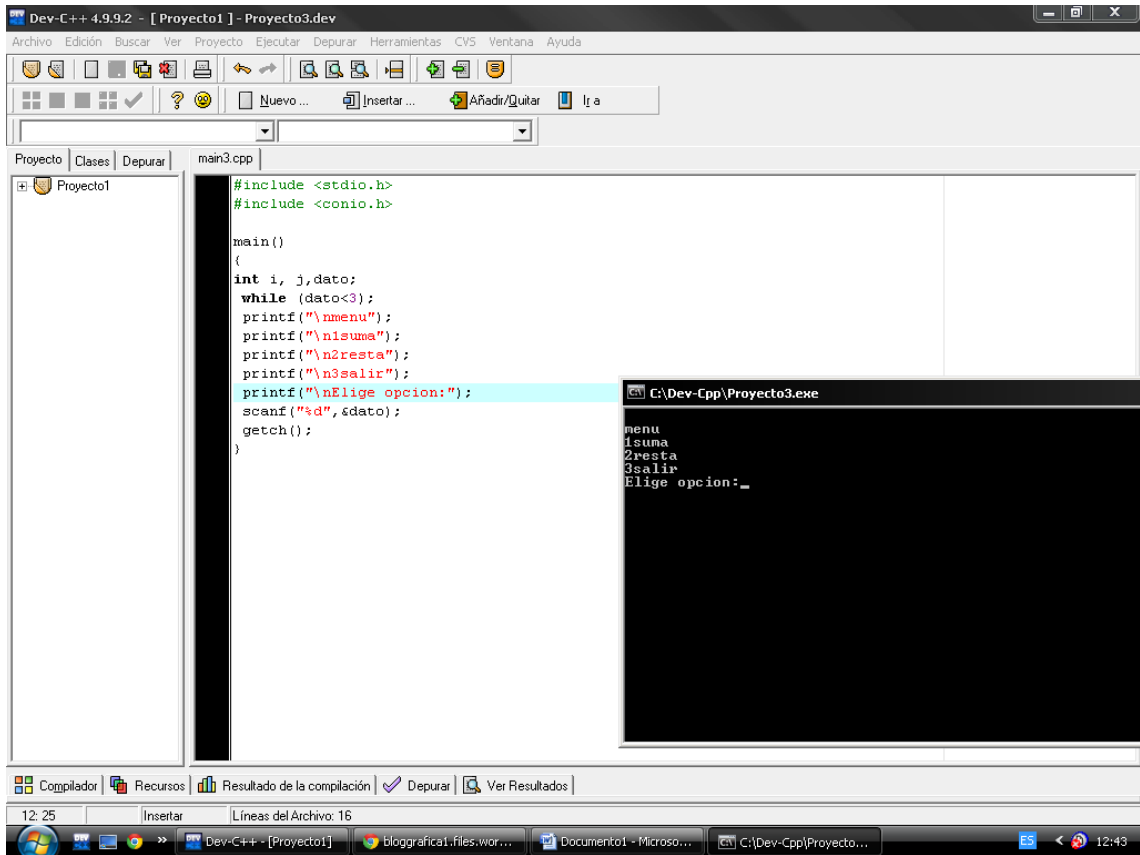 Dev-C++ 4.9.9.2 - [ Proyecto1 ] - Proyecto3.dev
Archivo Edición Buscar Ver Proyecto Ejecutar Depurar Herramientas CVS Ventana Ayuda
Nuevo ... Insertar ... Añadir/Quitar Ir a
Proyecto Clases Depurar main3.cpp
Proyecto1
#include <stdio.h>
#include <conio.h>
main()
{
int i, j,dato;
while (dato<3);
printf("\nmenu");
printf("\n1suma");
printf("\n2resta");
printf("\n3salir");
printf("\nElige opcion:");
scanf("%d",&dato);
getch();
}
C:\Dev-Cpp\Proyecto3.exe
menu
1suma
2resta
3salir
Elige opcion:_
Compilador Recursos Resultado de la compilación Depurar Ver Resultados
12: 25 Insertar Líneas del Archivo: 16
Dev-C++ - [Proyecto1] bloggrafica1.files.wor... Documento1 - Microso... C:\Dev-Cpp\Proyecto... ES 12:43